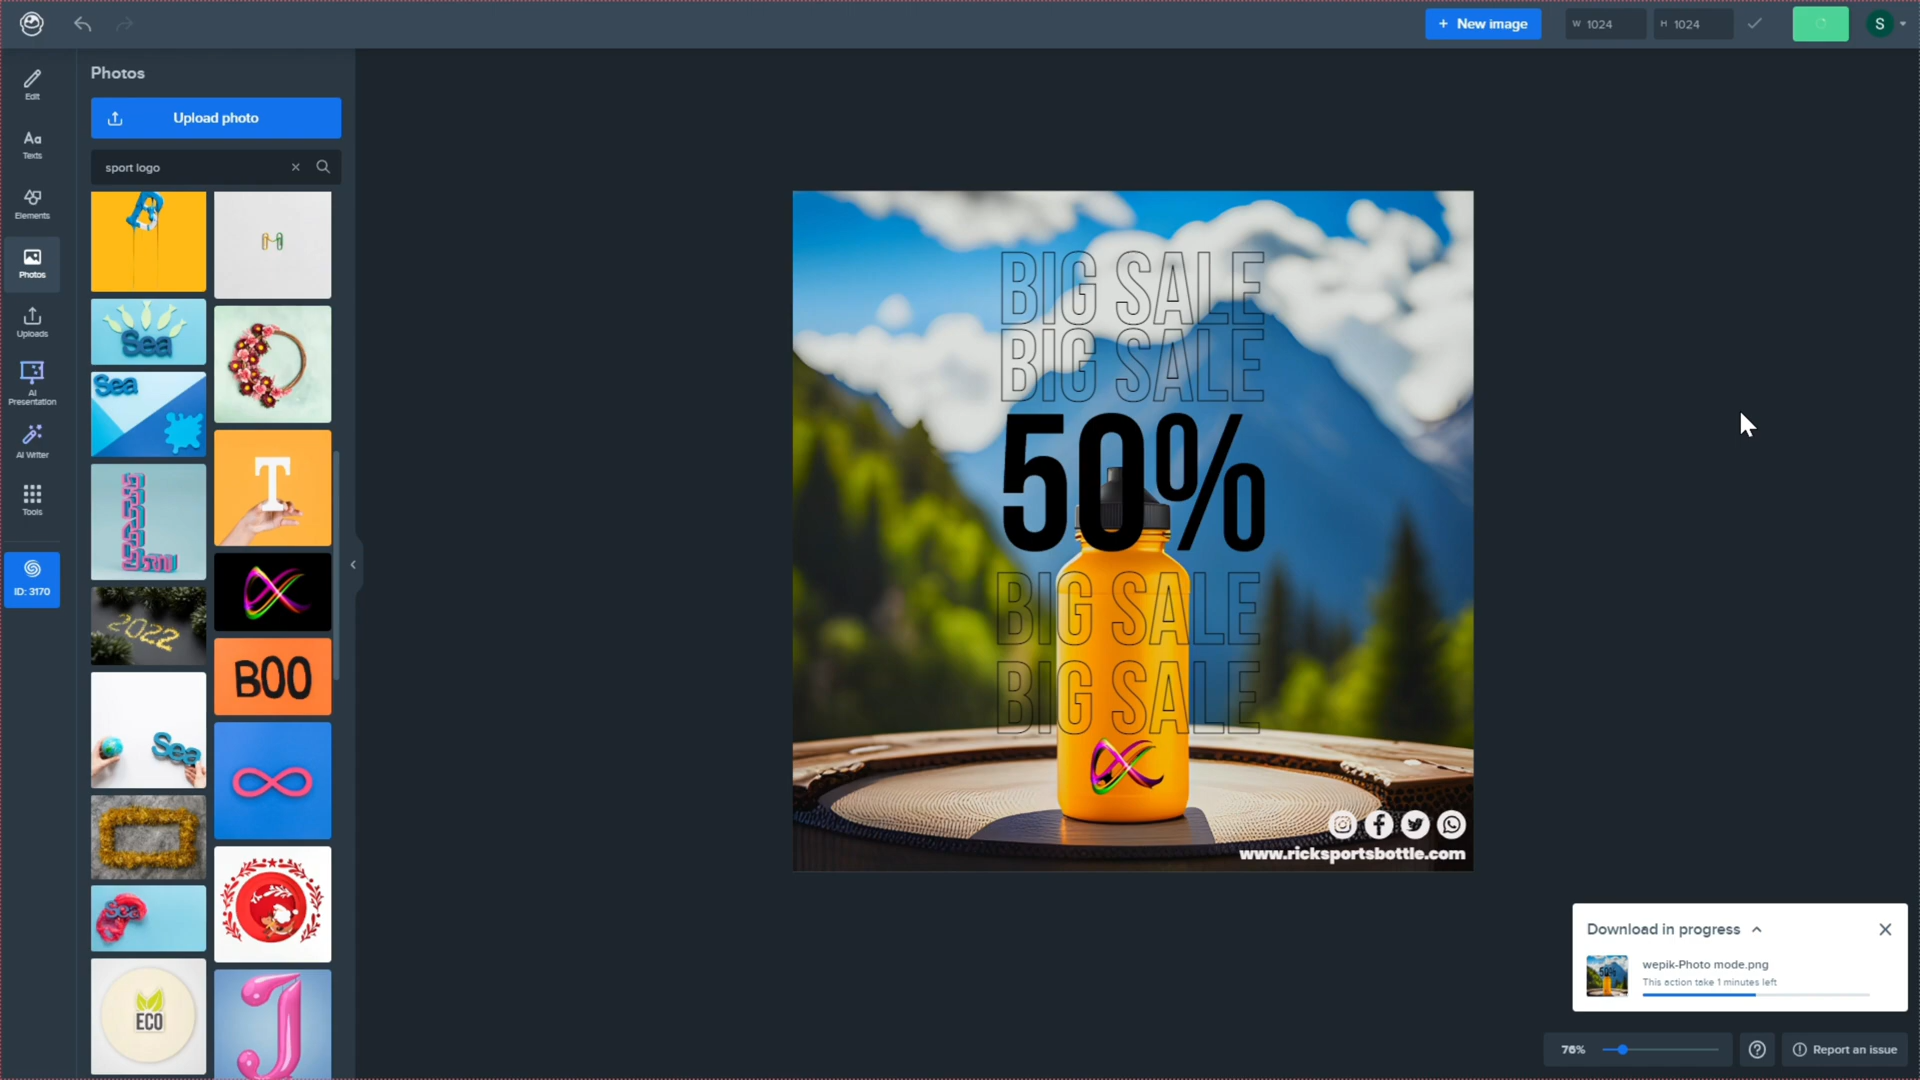 + New image
W 1024
H 1024
S
Edit
Aa
Texts
Elements
Photos
Uploads
AI
Presentation
AI Writer
Tools
ID: 3170
Photos
Upload photo
sport logo
B
M
Sea
Sea
T
2022
BOO
Sea
Sea
ECO
J
BIG SALE
BIG SALE
50%
BIG SALE
BIG SALE
www.ricksportsbottle.com
Download in progress
wepik-Photo mode.png
This action take 1 minutes left
76%
Report an issue